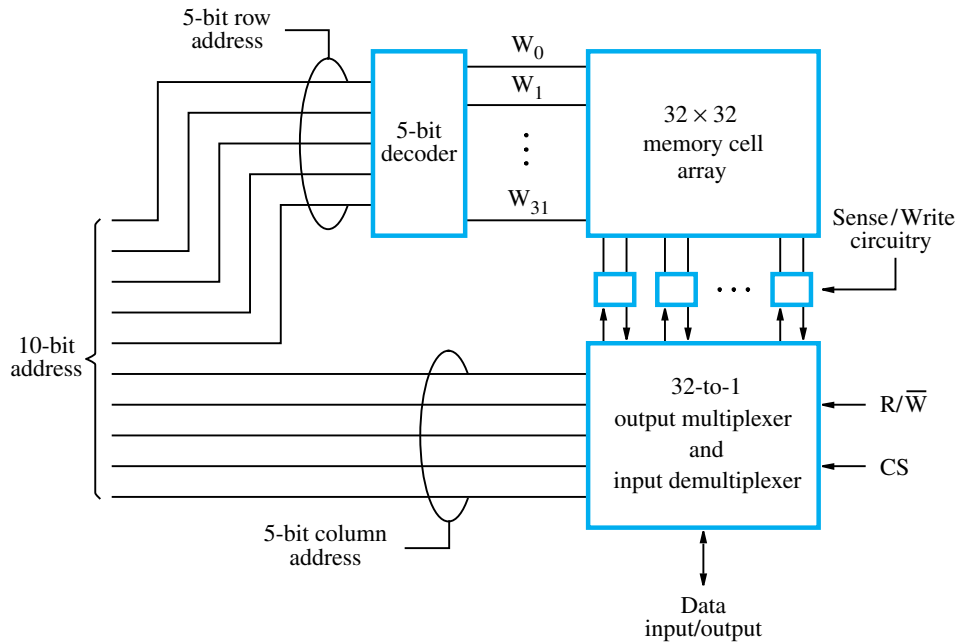 5-bit row
address
W0
W1
5-bit
decoder
⋮
W31
32 × 32
memory cell
array
Sense/Write
circuitry
...
10-bit
address
32-to-1
output multiplexer
and
input demultiplexer
R/W̅
CS
5-bit column
address
Data
input/output